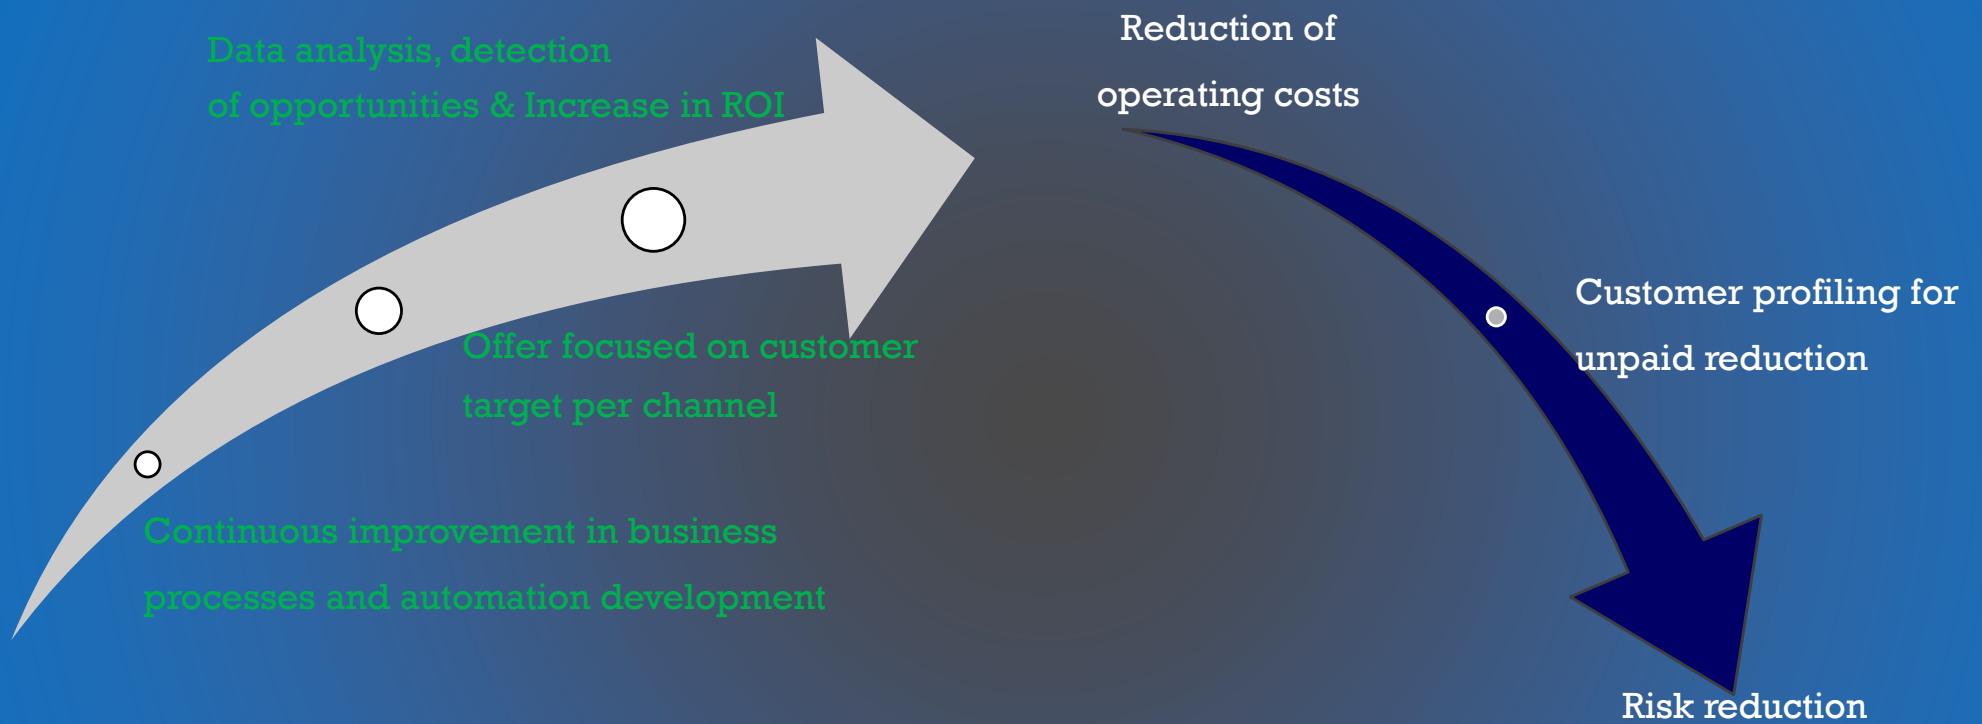 Data analysis, detection
of opportunities & Increase in ROI
Offer focused on customer
target per channel
Continuous improvement in business
processes and automation development
Reduction of
operating costs
Customer profiling for
unpaid reduction
Risk reduction